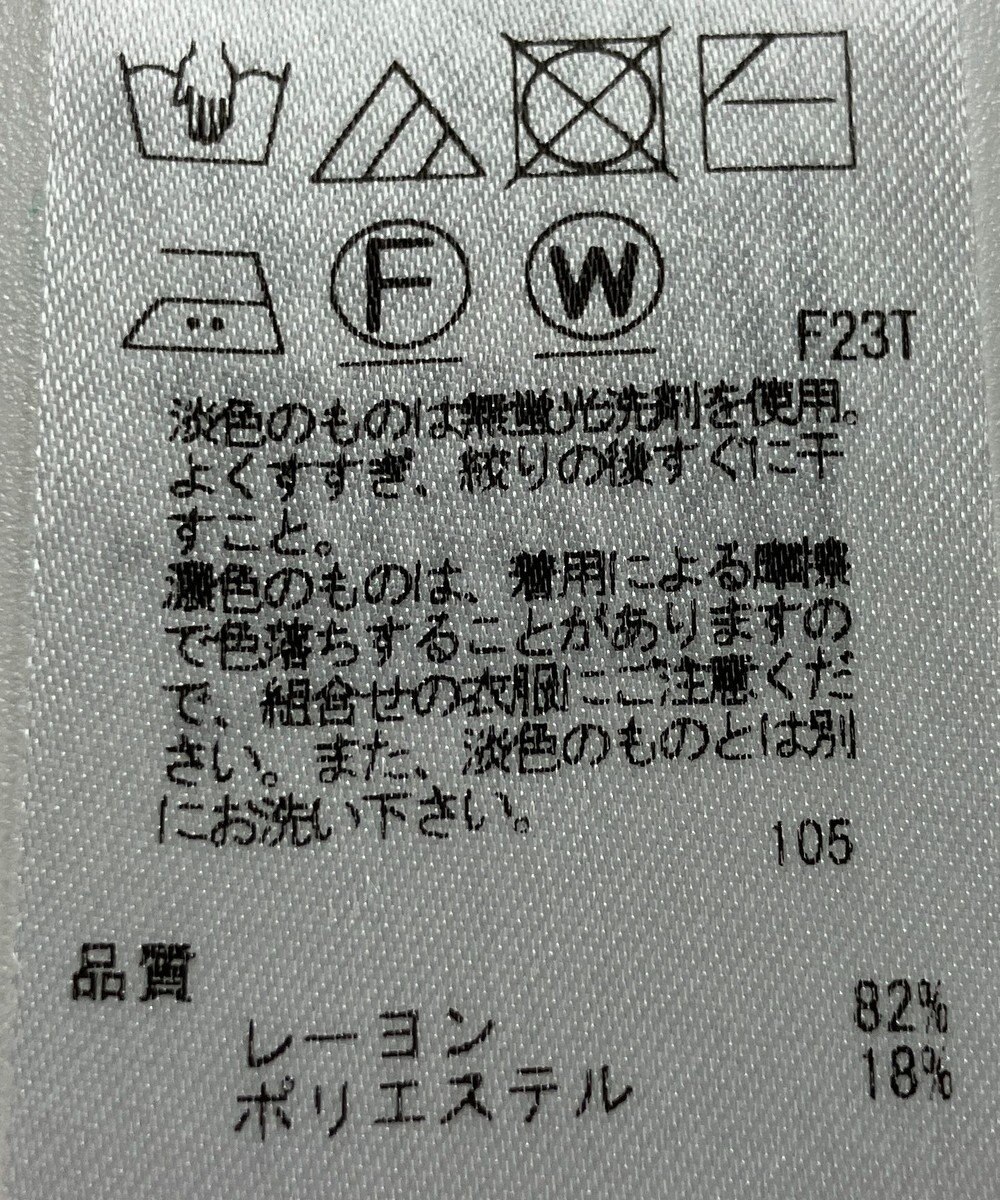 F
W
F23T
淡色のものは無蛍光洗剤を使用。
よくすすぎ、絞りの後すぐに干
すこと。
濃色のものは、着用による摩擦
で色落ちすることがありますの
で、組合せの衣服にご注意くだ
さい。また、淡色のものとは別
にお洗い下さい。
105
品質
レーヨン 82%
ポリエステル 18%